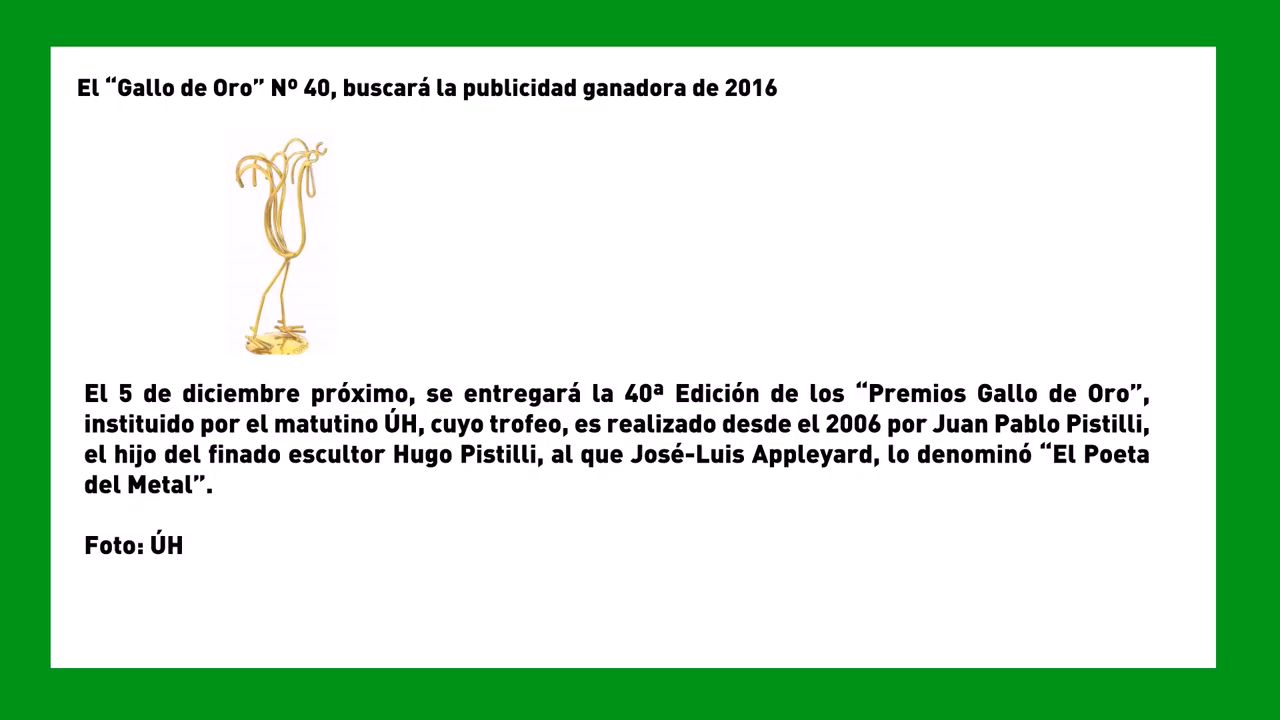 El “Gallo de Oro” Nº 40, buscará la publicidad ganadora de 2016
El 5 de diciembre próximo, se entregará la 40ª Edición de los “Premios Gallo de Oro”,
instituido por el matutino ÚH, cuyo trofeo, es realizado desde el 2006 por Juan Pablo Pistilli,
el hijo del finado escultor Hugo Pistilli, al que José-Luis Appleyard, lo denominó “El Poeta
del Metal”.
Foto: ÚH